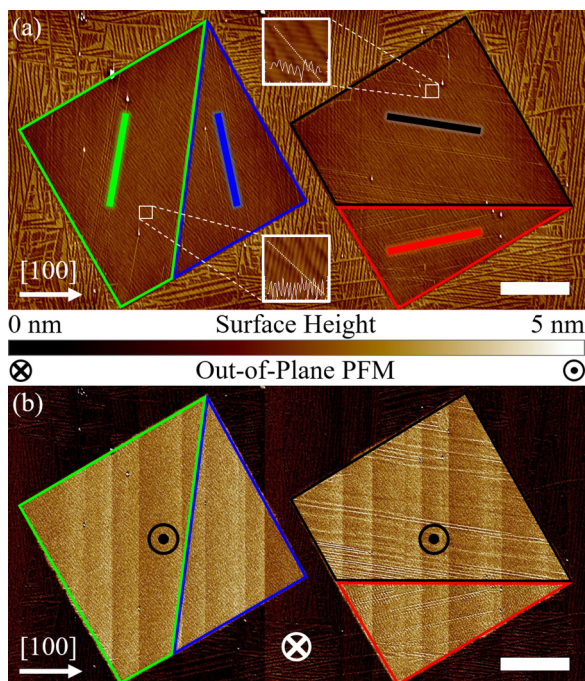 (a)
[100]
0 nm Surface Height 5 nm
Out-of-Plane PFM
(b)
[100]